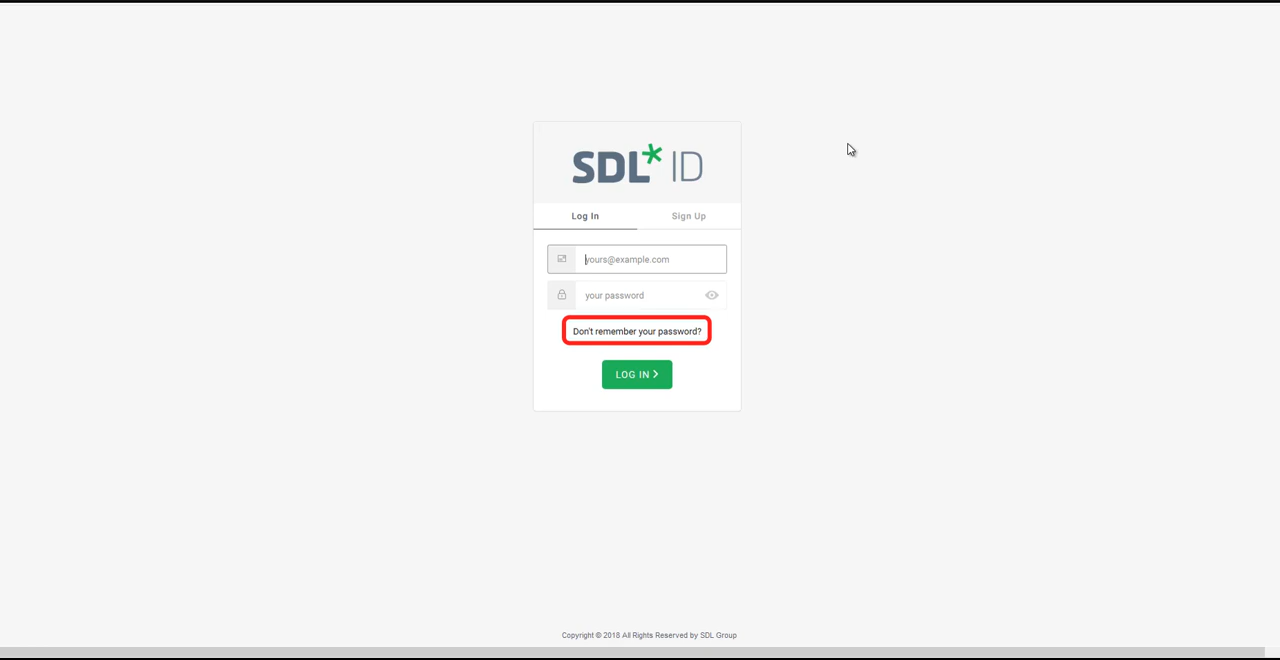 SDL* ID
Log In
Sign Up
yours@example.com
your password
Don't remember your password?
LOG IN >
Copyright © 2018 All Rights Reserved by SDL Group